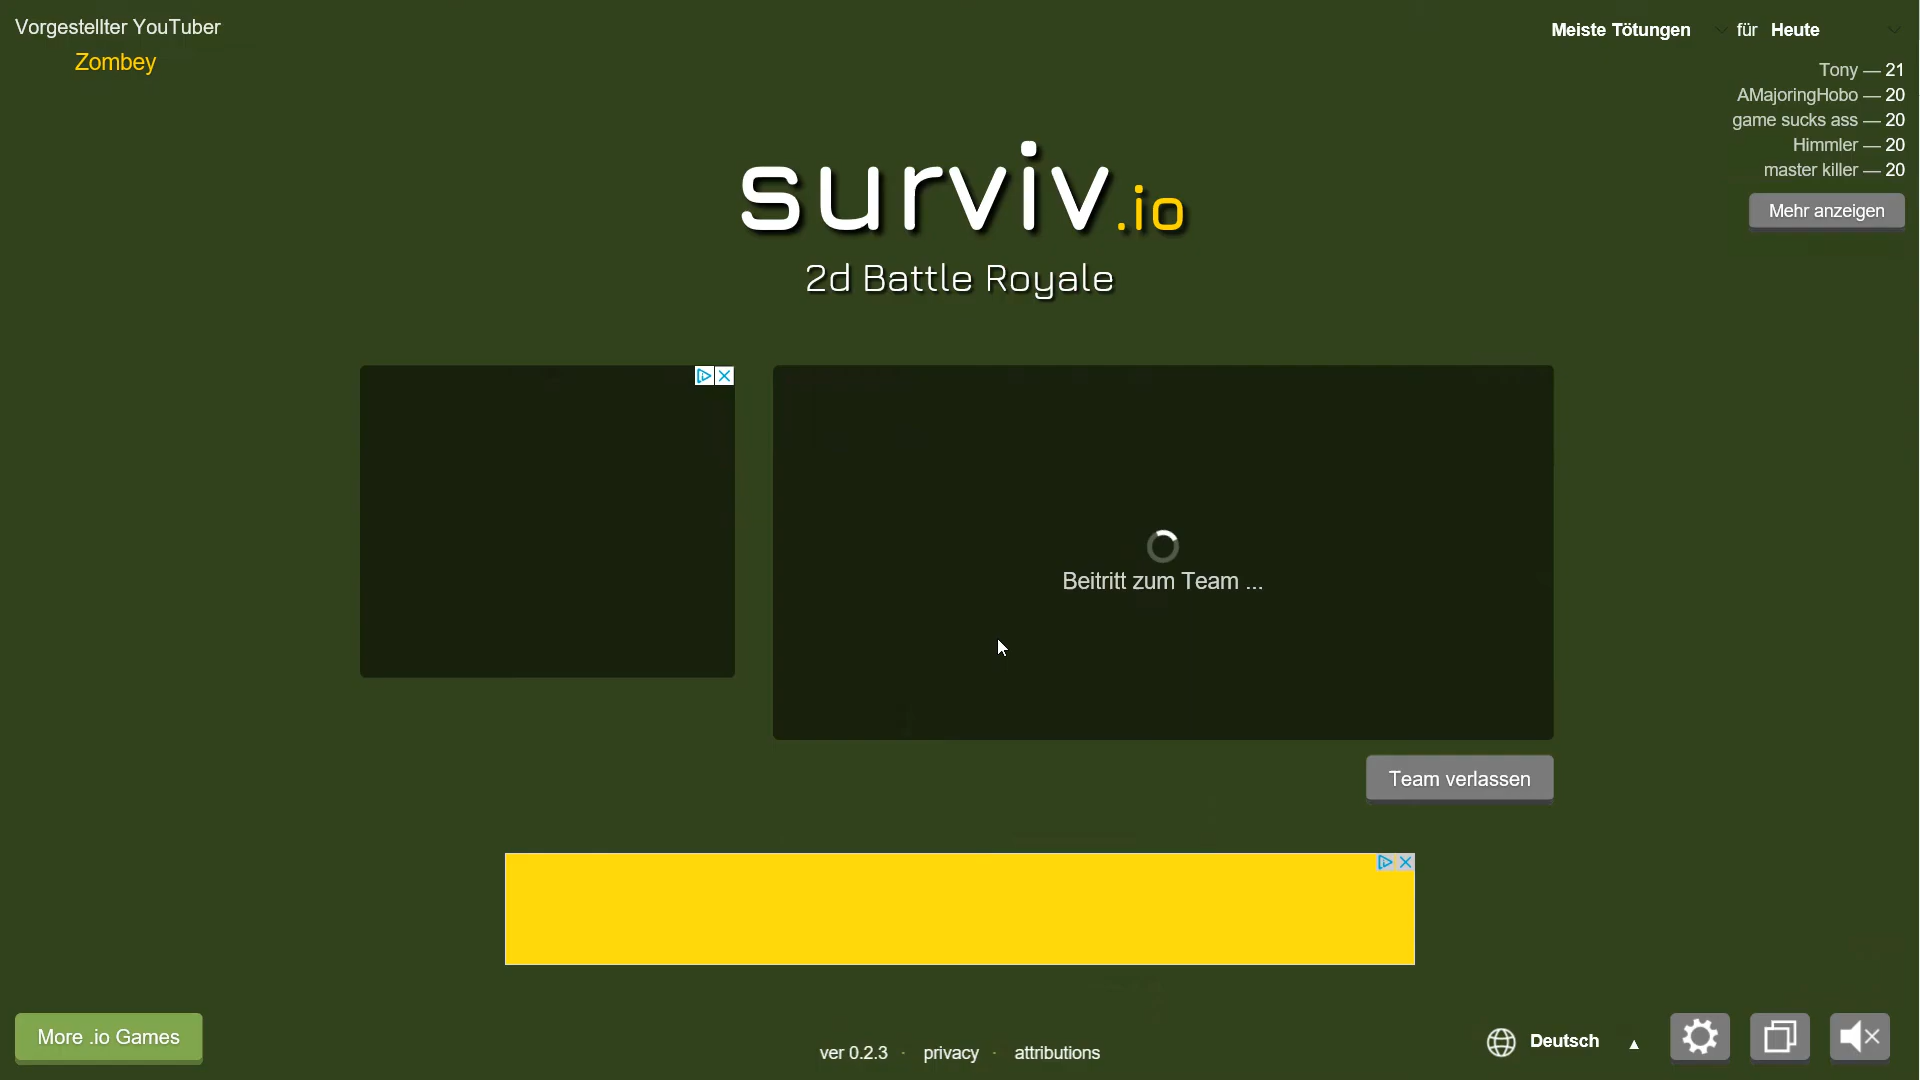 Vorgestellter YouTuber
Zombey
Meiste Tötungen für Heute
Tony — 21
AMajoringHobo — 20
game sucks ass — 20
Himmler — 20
master killer — 20
Mehr anzeigen
surviv.io
2d Battle Royale
Beitritt zum Team ...
Team verlassen
More .io Games
ver 0.2.3 · privacy · attributions
Deutsch